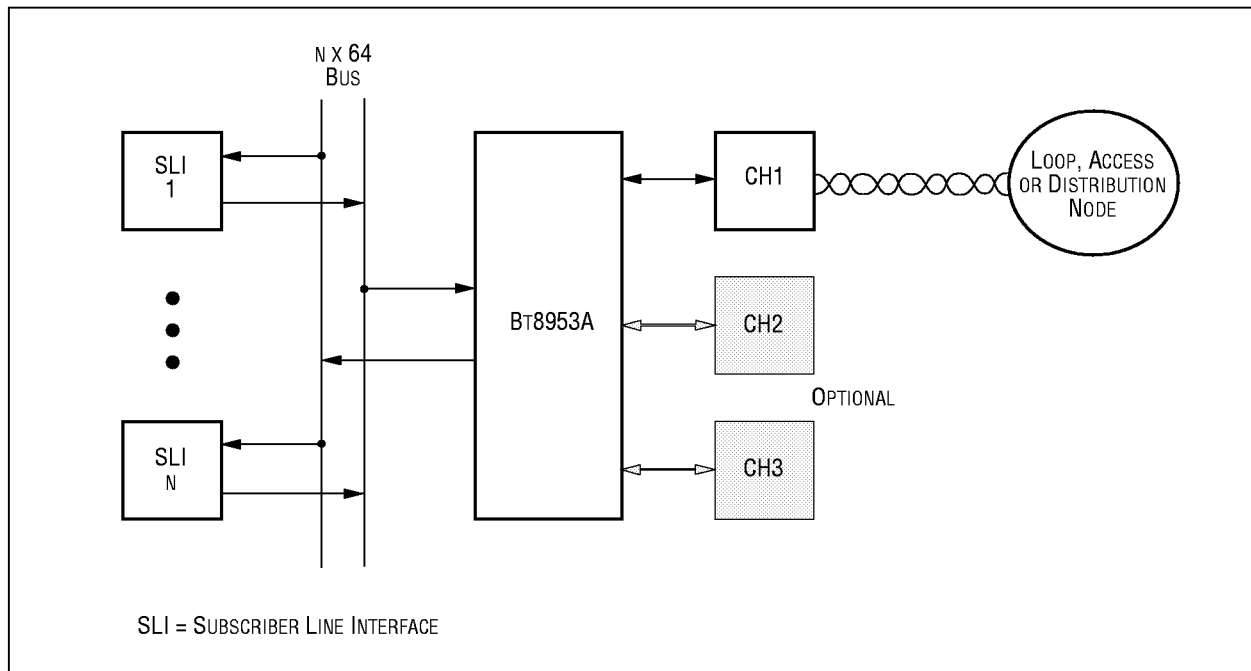 N X 64
BUS
SLI
1
SLI
N
BT8953A
CH1
CH2
OPTIONAL
CH3
LOOP, ACCESS
OR DISTRIBUTION
NODE
SLI = SUBSCRIBER LINE INTERFACE